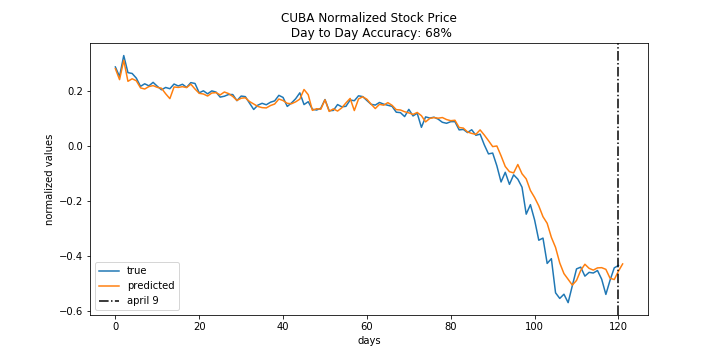 CUBA Normalized Stock Price
Day to Day Accuracy: 68%
normalized values
0.2
0.0
−0.2
−0.4
−0.6
0
20
40
60
80
100
120
days
true
predicted
april 9